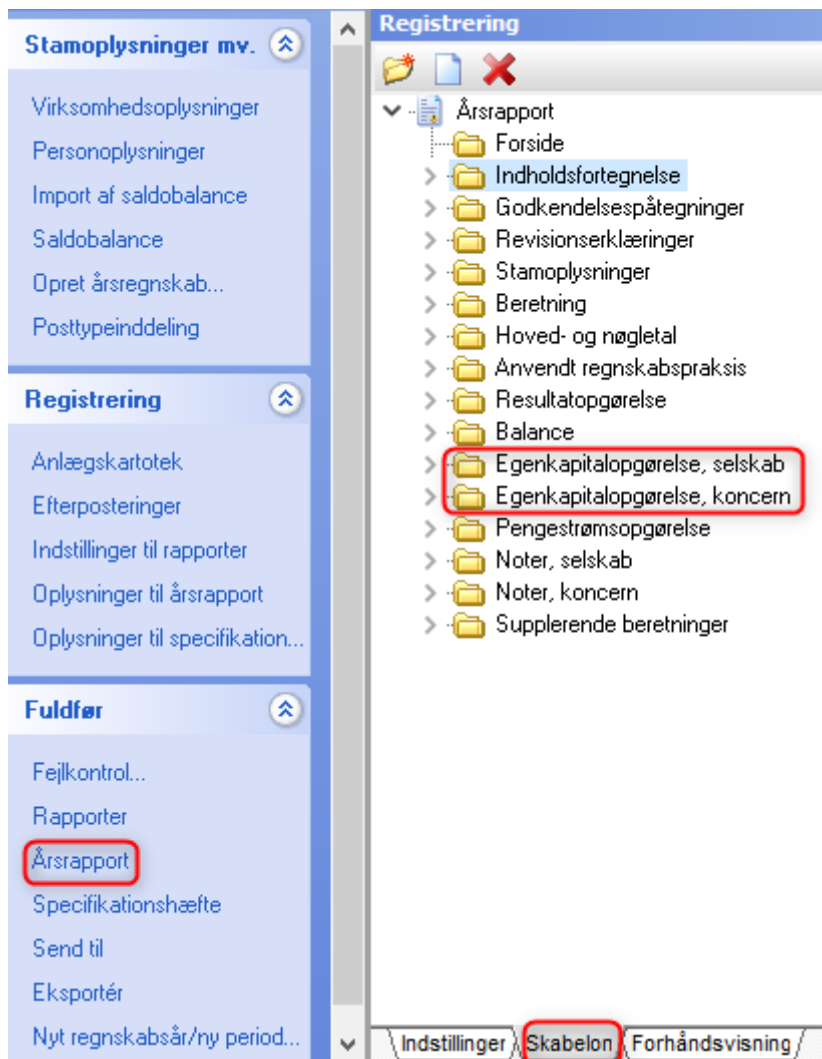 Stamoplysninger mv.
Virksomhedsoplysninger
Personoplysninger
Import af saldobalance
Saldobalance
Opret årsregnskab...
Posttypeinddeling
Registrering
Anlægskartotek
Efterposteringer
Indstillinger til rapporter
Oplysninger til årsrapport
Oplysninger til specifikation...
Fuldfør
Fejlkontrol...
Rapporter
Årsrapport
Specifikationshæfte
Send til
Eksportér
Nyt regnskabsår/ny period...
Registrering
Årsrapport
Forside
Indholdsfortegnelse
Godkendelsespåtegninger
Revisionserklæringer
Stamoplysninger
Beretning
Hoved- og nøgletal
Anvendt regnskabspraksis
Resultatopgørelse
Balance
Egenkapitalopgørelse, selskab
Egenkapitalopgørelse, koncern
Pengestrømsopgørelse
Noter, selskab
Noter, koncern
Supplerende beretninger
Indstillinger Skabelon Forhåndsvisning